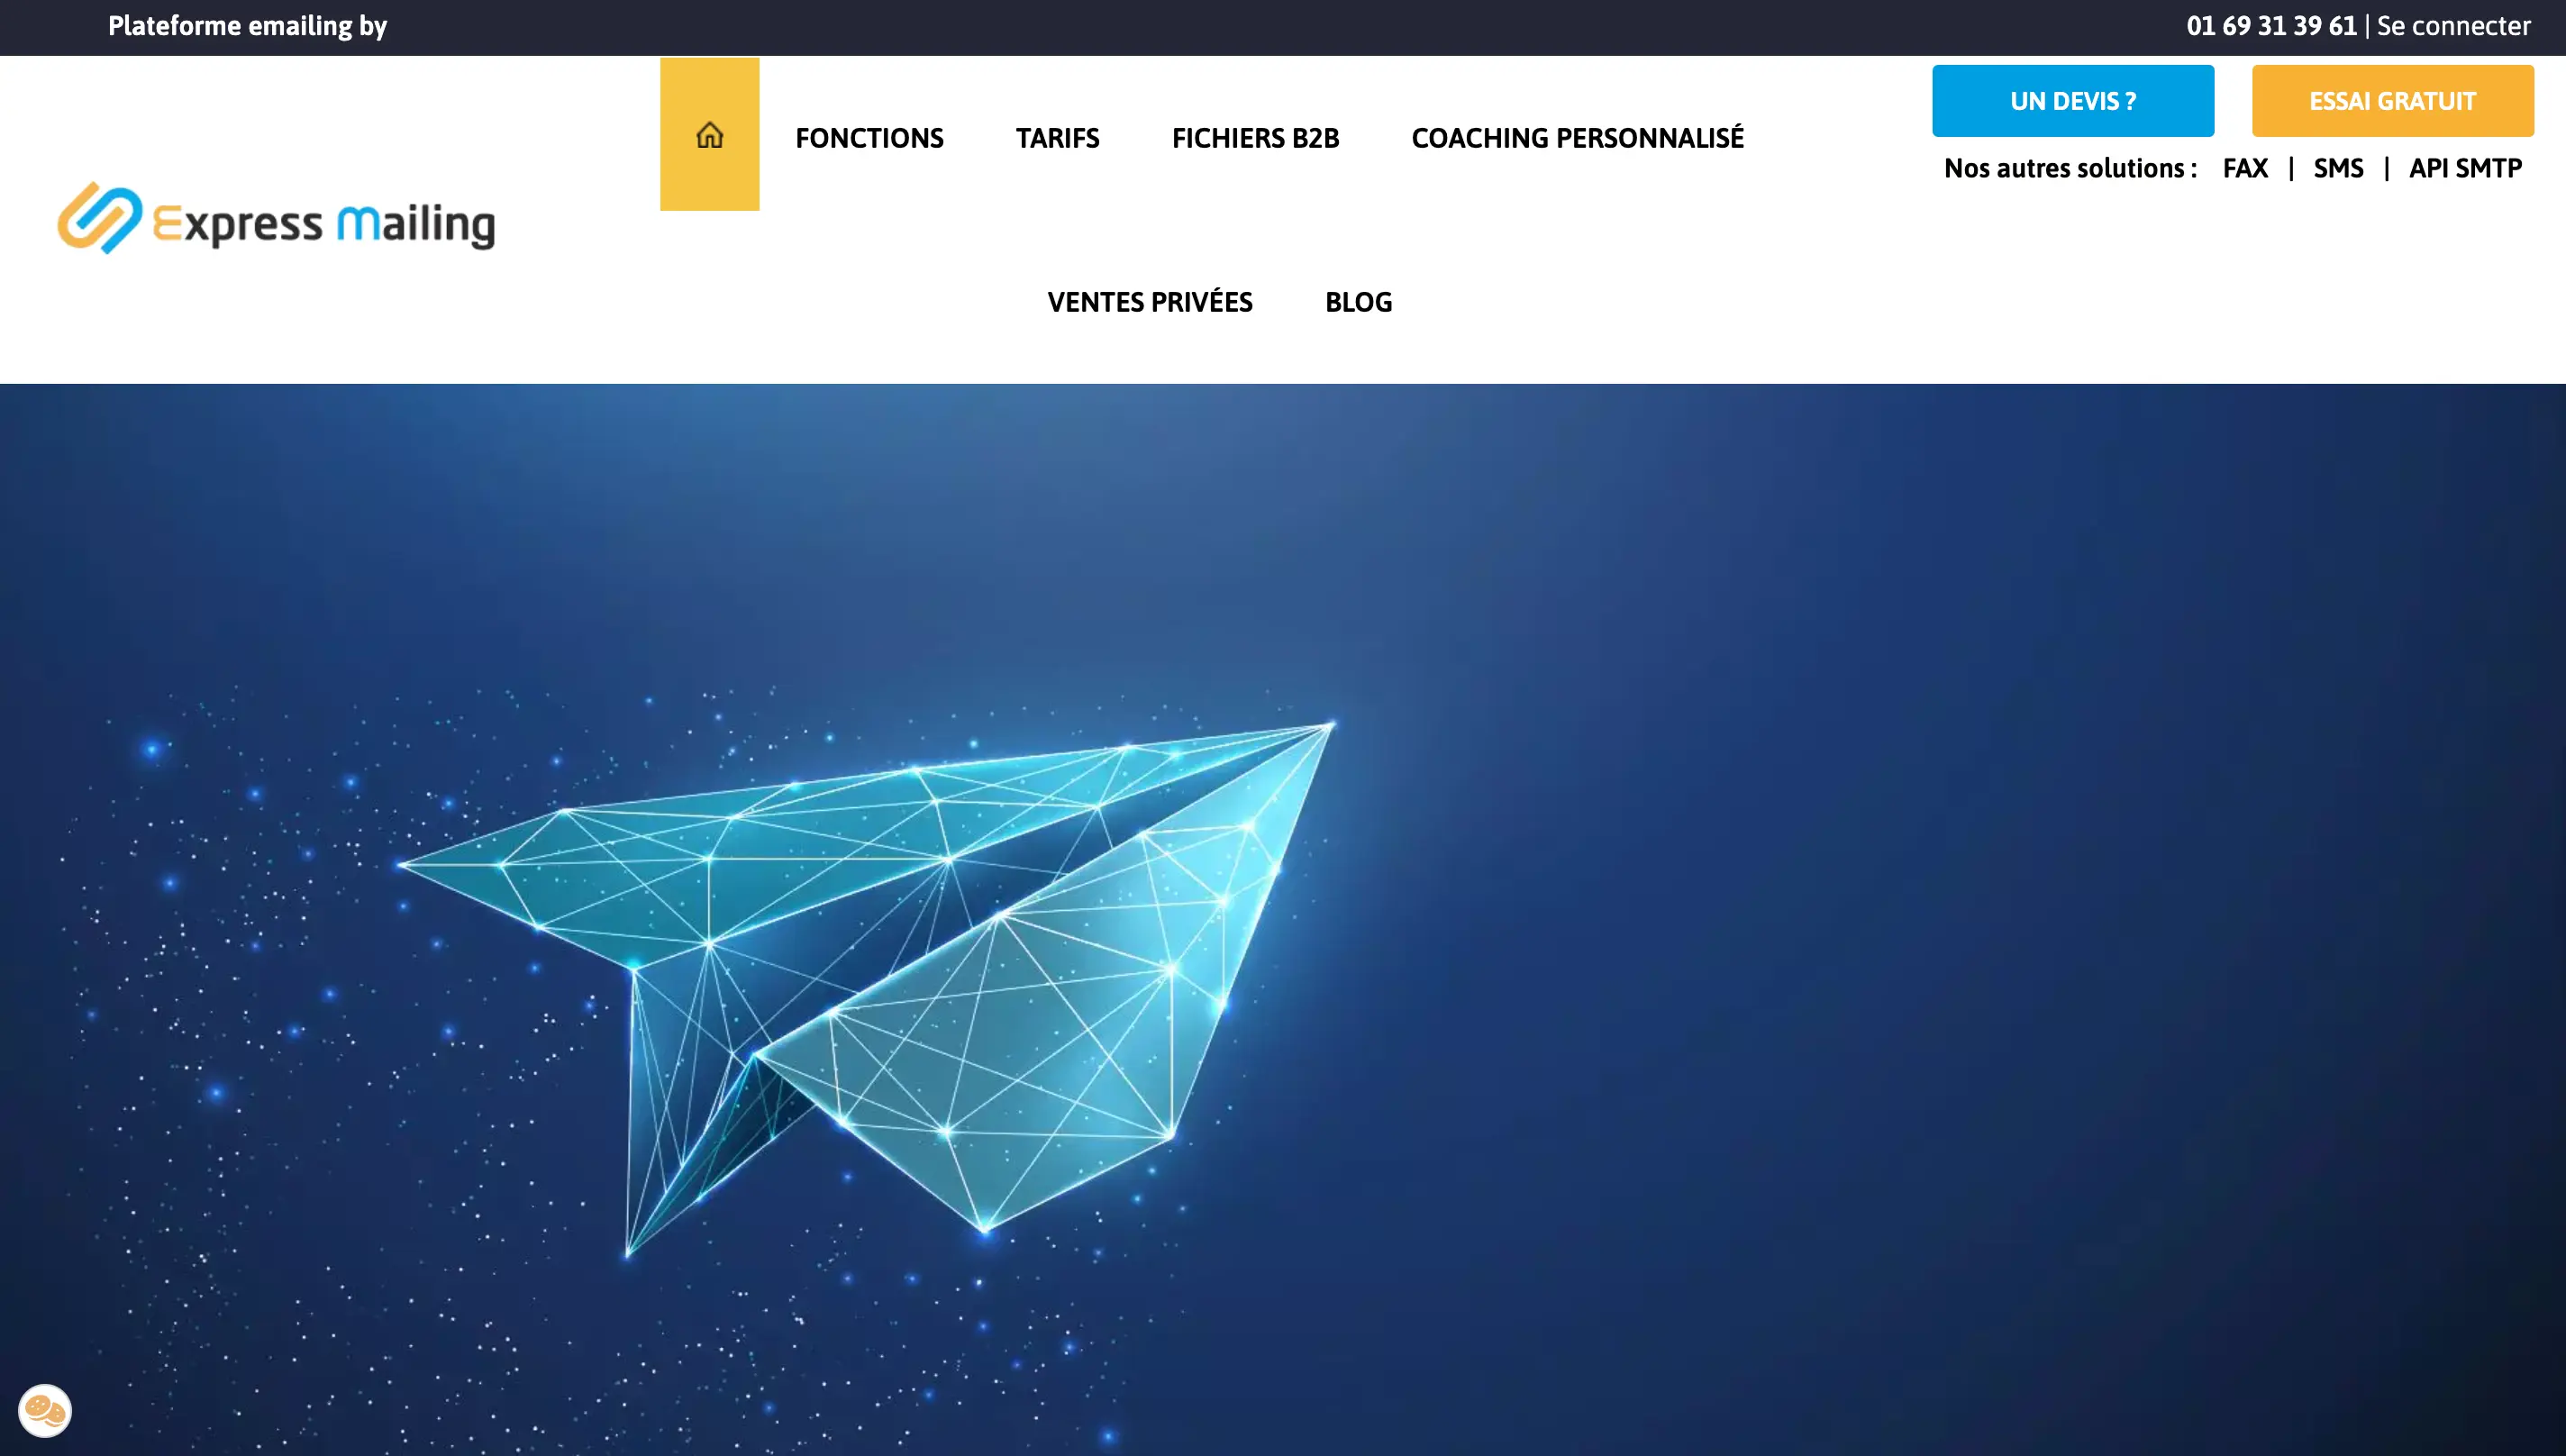 Plateforme emailing by
01 69 31 39 61 | Se connecter
Express Mailing
FONCTIONS
TARIFS
FICHIERS B2B
COACHING PERSONNALISÉ
VENTES PRIVÉES
BLOG
UN DEVIS ?
ESSAI GRATUIT
Nos autres solutions : FAX | SMS | API SMTP